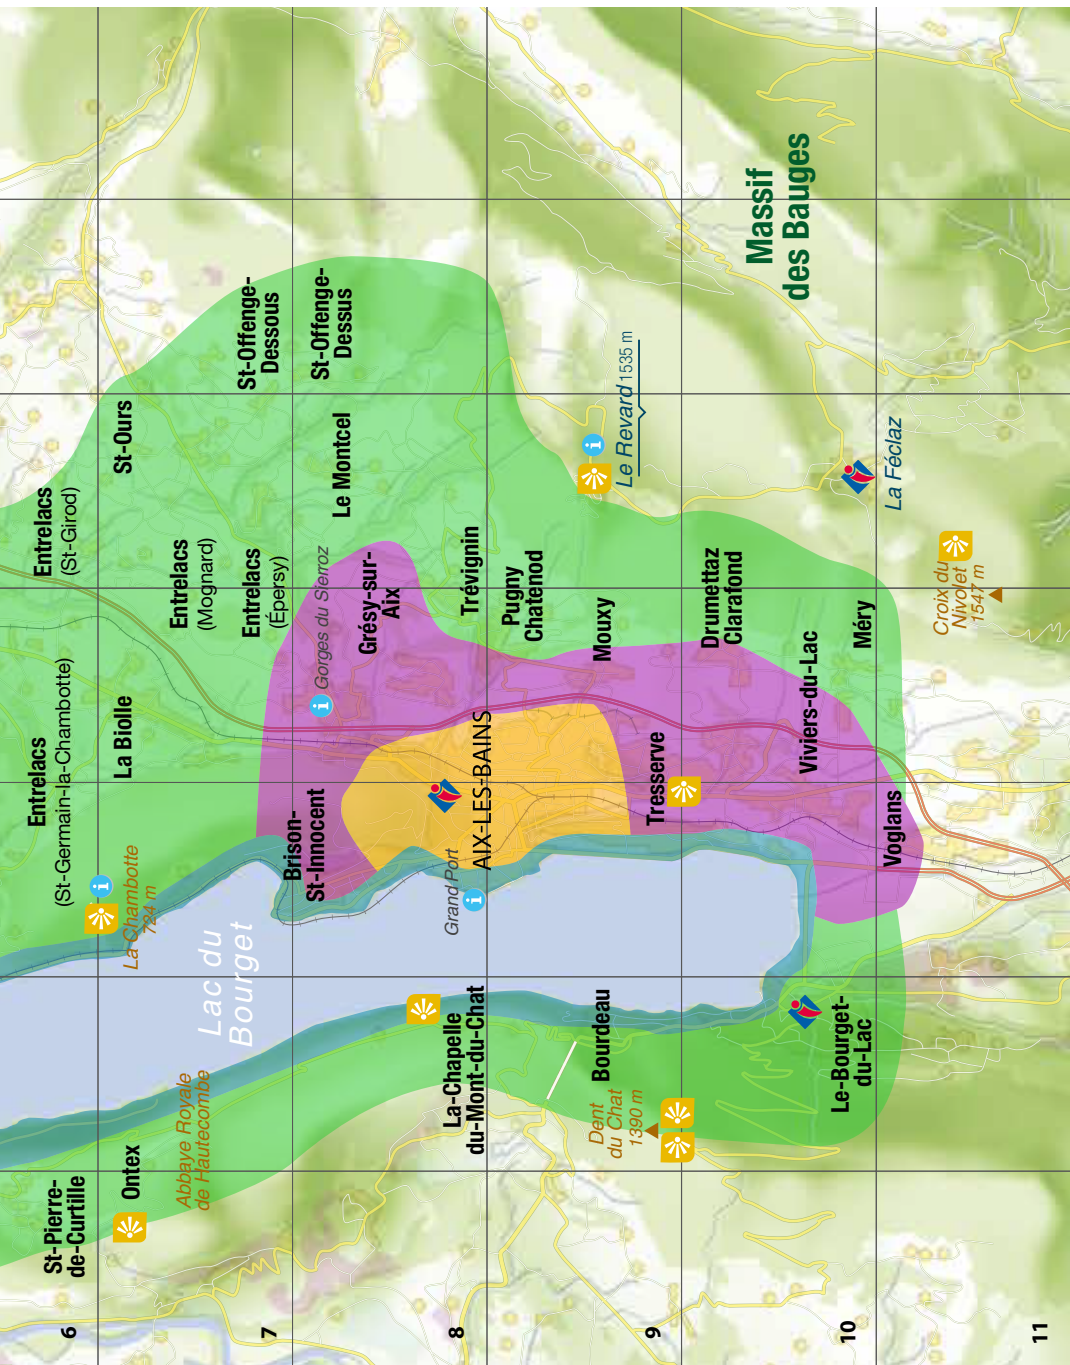 6
7
8
9
10
11
St-Pierre-
de-Curtille
Ontex
Abbaye Royale
de Hautecombe
La-Chapelle
du-Mont-du-Chat
Bourdeau
Dent
du Chat
1390 m
Le-Bourget-
du-Lac
Lac du
Bourget
La Chambotte
724 m
Grand Port
Entrelacs
(St-Germain-la-Chambotte)
La Biolle
Brison-
St-Innocent
AIX-LES-BAINS
Tresserve
Viviers-du-Lac
Voglans
Entrelacs
(St-Girod)
St-Ours
Entrelacs
(Mognard)
Entrelacs
(Épersy)
Gorges du Sierroz
Grésy-sur-
Aix
Le Montcel
Trévignin
Pugny
Chatenod
Mouxy
Drumettaz
Clarafond
Méry
St-Offenge-
Dessous
St-Offenge-
Dessus
Le Revard 1535 m
La Féclaz
Croix du
Nivolet
1547 m
Massif
des Bauges